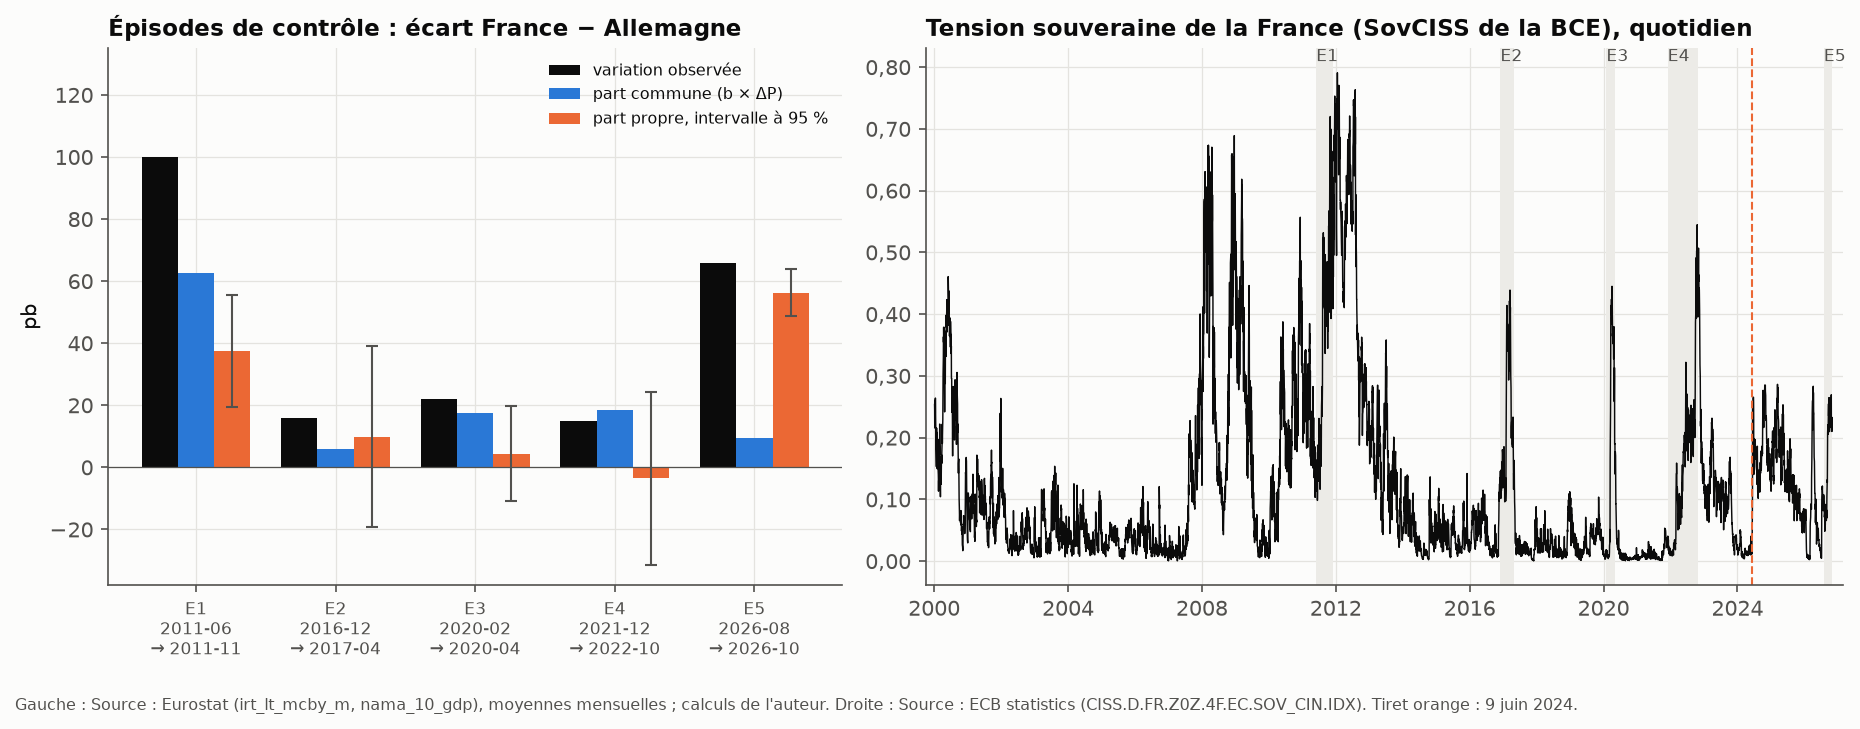 Épisodes de contrôle : écart France − Allemagne
variation observée
part commune (b × ΔP)
part propre, intervalle à 95 %
pb
120
100
80
60
40
20
0
−20
E1
2011-06
→ 2011-11
E2
2016-12
→ 2017-04
E3
2020-02
→ 2020-04
E4
2021-12
→ 2022-10
E5
2026-08
→ 2026-10
Tension souveraine de la France (SovCISS de la BCE), quotidien
E1
E2
E3
E4
E5
0,80
0,70
0,60
0,50
0,40
0,30
0,20
0,10
0,00
2000
2004
2008
2012
2016
2020
2024
Gauche : Source : Eurostat (irt_lt_mcby_m, nama_10_gdp), moyennes mensuelles ; calculs de l'auteur. Droite : Source : ECB statistics (CISS.D.FR.Z0Z.4F.EC.SOV_CIN.IDX). Tiret orange : 9 juin 2024.